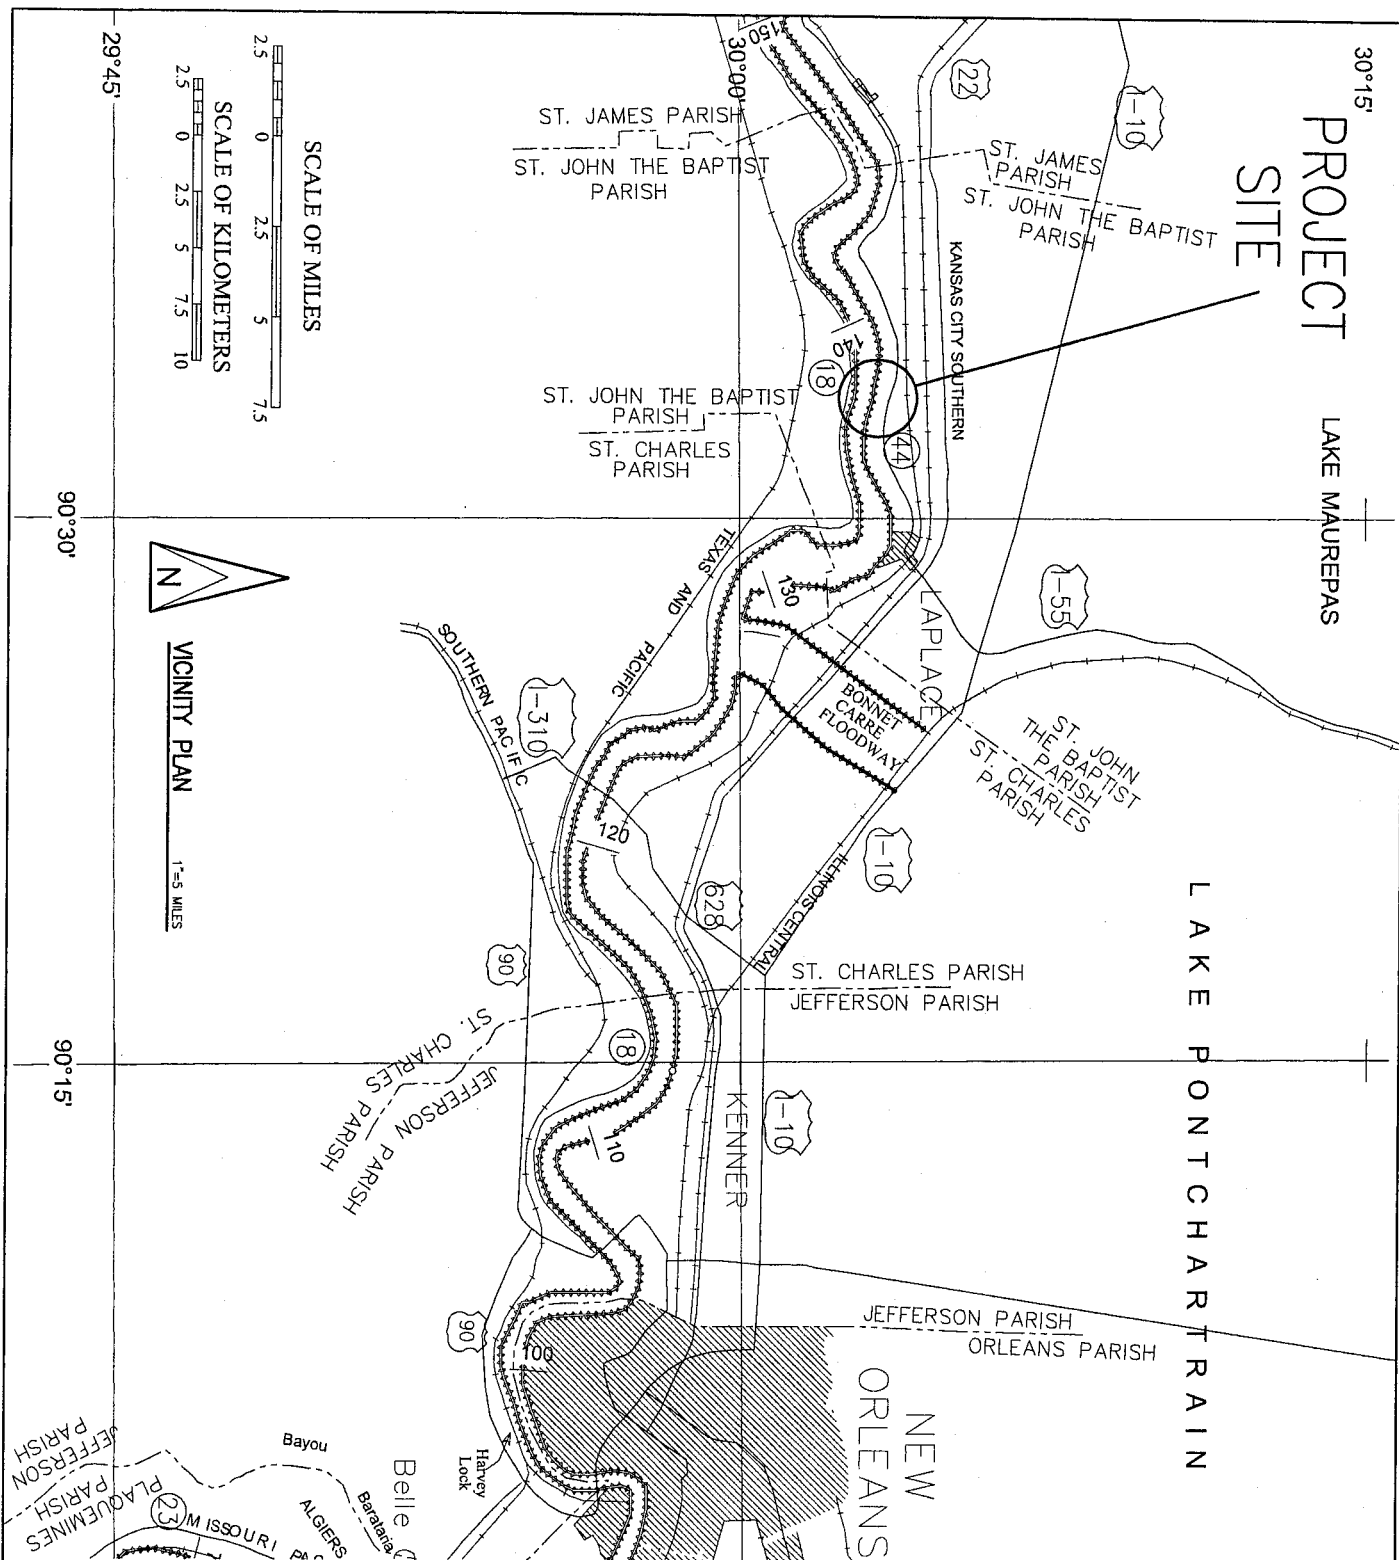 30°15'
PROJECT
SITE
LAKE MAUREPAS
I-10
22
30°00'
150
29°45'
ST. JAMES PARISH
ST. JOHN THE BAPTIST
PARISH
ST. JAMES
PARISH
ST. JOHN THE BAPTIST
PARISH
KANSAS CITY SOUTHERN
140
18
44
2.5 0 2.5 5 7.5
SCALE OF MILES
2.5 0 2.5 5 7.5 10
SCALE OF KILOMETERS
ST. JOHN THE BAPTIST
PARISH
ST. CHARLES
PARISH
90°30'
N
VICINITY PLAN
1"=5 MILES
TEXAS AND PACIFIC
SOUTHERN PACIFIC
130
I-55
LAPLACE
BONNET
CARRE
FLOODWAY
ST. JOHN
THE BAPTIST
PARISH
ST. CHARLES
PARISH
I-310
120
I-10
ILLINOIS CENTRAL
628
LAKE PONTCHARTRAIN
90
ST. CHARLES PARISH
JEFFERSON PARISH
18
90°15'
ST. CHARLES PARISH
JEFFERSON PARISH
110
KENNER
I-10
JEFFERSON PARISH
ORLEANS PARISH
90
100
NEW
ORLEANS
Harvey
Lock
Bayou
Barataria
Belle
ALGIERS
JEFFERSON
PARISH
PLAQUEMINES
PARISH
23
MISSOURI